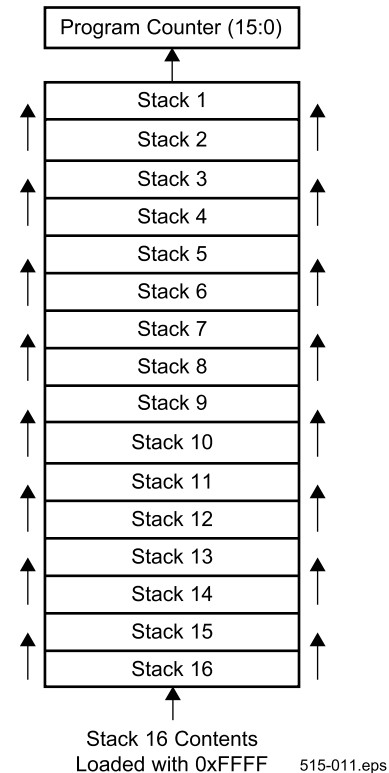 Program Counter (15:0)
Stack 1
Stack 2
Stack 3
Stack 4
Stack 5
Stack 6
Stack 7
Stack 8
Stack 9
Stack 10
Stack 11
Stack 12
Stack 13
Stack 14
Stack 15
Stack 16
Stack 16 Contents
Loaded with 0xFFFF
515-011.eps